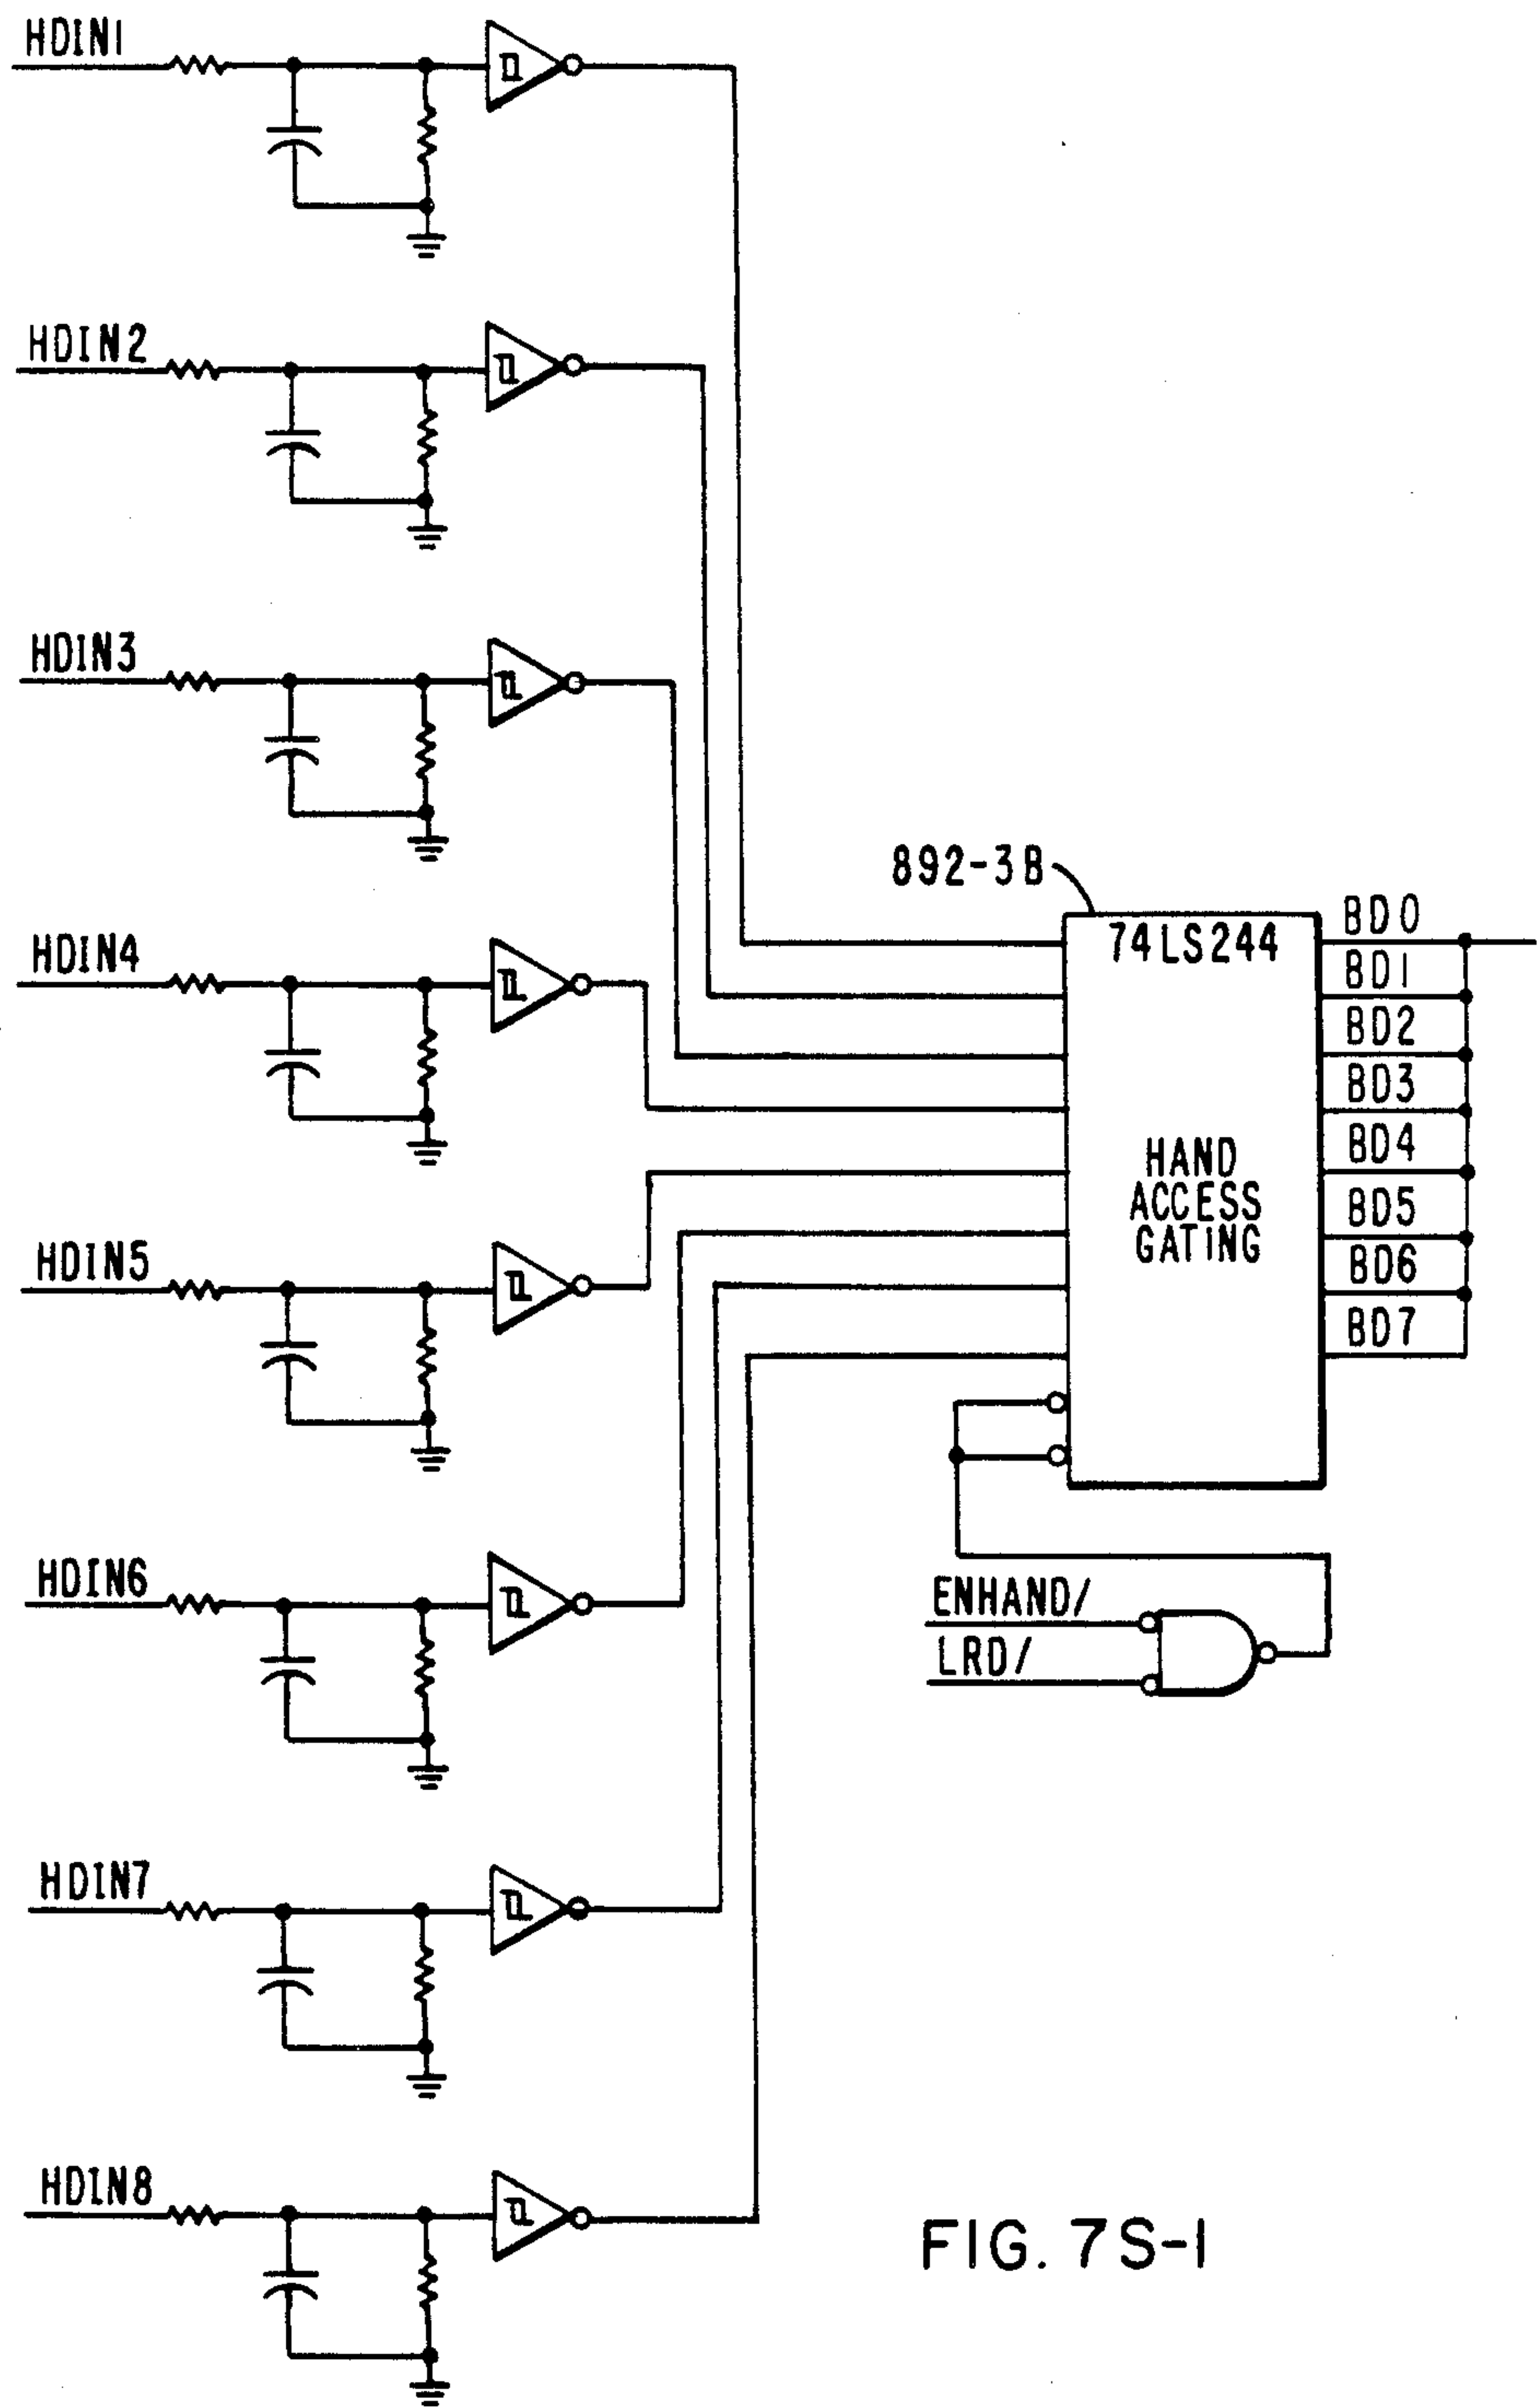 HDIN1
HDIN2
HDIN3
HDIN4
HDIN5
HDIN6
HDIN7
HDIN8
892-3B
74LS244
HAND
ACCESS
GATING
BD0
BD1
BD2
BD3
BD4
BD5
BD6
BD7
ENHAND/
LRD/
FIG. 7S-1